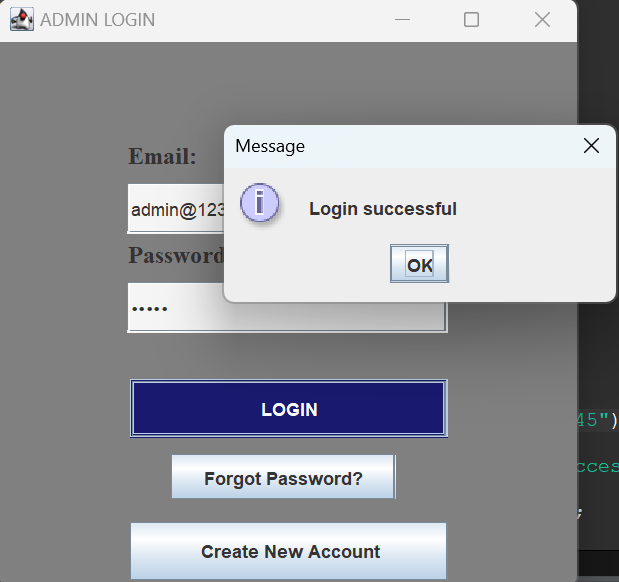 ADMIN LOGIN
Email:
Message
admin@123
Login successful
OK
Password
•••••
45")
LOGIN
cces
Forgot Password?
;
Create New Account